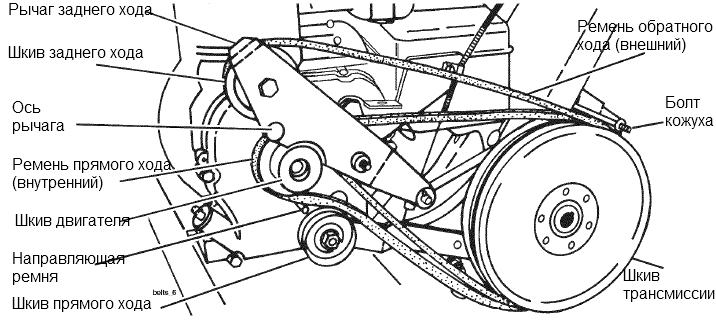 Рычаг заднего хода
Шкив заднего хода
Ось
рычага
Ремень прямого хода
(внутренний)
Шкив двигателя
Направляющая
ремня
Шкив прямого хода
belts_6
Ремень обратного
хода (внешний)
Болт
кожуха
Шкив
трансмиссии